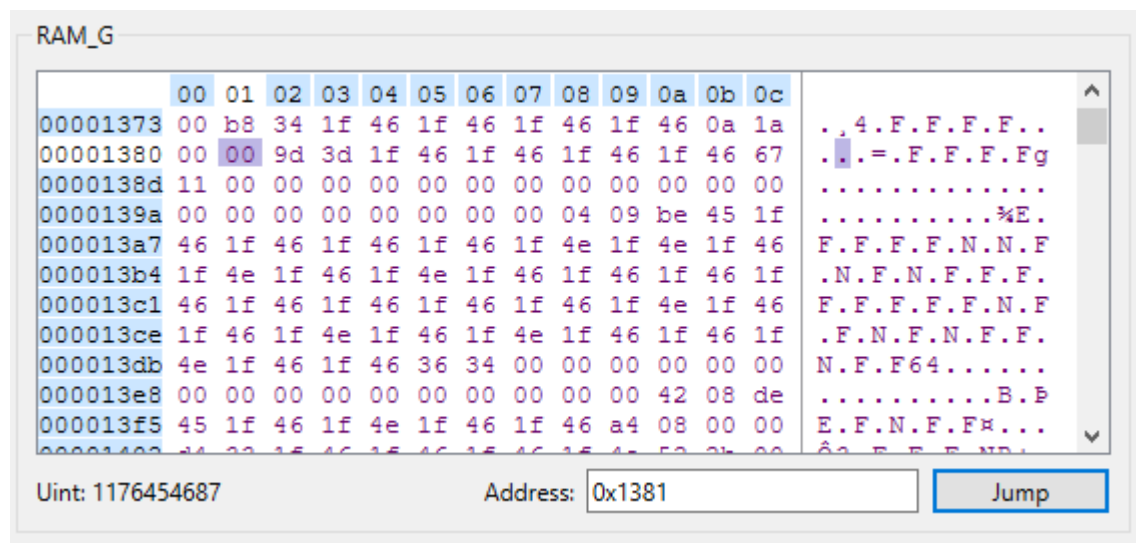 RAM_G
00 01 02 03 04 05 06 07 08 09 0a 0b 0c
00001373 00 b8 34 1f 46 1f 46 1f 46 1f 46 0a 1a .¸4.F.F.F.F..
00001380 00 00 9d 3d 1f 46 1f 46 1f 46 1f 46 67 ...=.F.F.F.Fg
0000138d 11 00 00 00 00 00 00 00 00 00 00 00 00 .............
0000139a 00 00 00 00 00 00 00 00 04 09 be 45 1f ..........¾E.
000013a7 46 1f 46 1f 46 1f 46 1f 4e 1f 4e 1f 46 F.F.F.F.N.N.F
000013b4 1f 4e 1f 46 1f 4e 1f 46 1f 46 1f 46 1f .N.F.N.F.F.F.
000013c1 46 1f 46 1f 46 1f 46 1f 46 1f 4e 1f 46 F.F.F.F.F.N.F
000013ce 1f 46 1f 4e 1f 46 1f 4e 1f 46 1f 46 1f .F.N.F.N.F.F.
000013db 4e 1f 46 1f 46 36 34 00 00 00 00 00 00 N.F.F64......
000013e8 00 00 00 00 00 00 00 00 00 00 42 08 de ..........B.Þ
000013f5 45 1f 46 1f 4e 1f 46 1f 46 a4 08 00 00 E.F.N.F.F¤...
Uint: 1176454687 Address: 0x1381 Jump